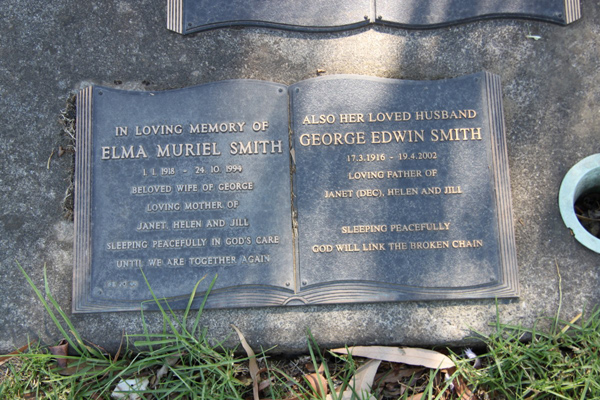 IN LOVING MEMORY OF
ELMA MURIEL SMITH
1. 1. 1918 - 24. 10. 1994
BELOVED WIFE OF GEORGE
LOVING MOTHER OF
JANET, HELEN AND JILL
SLEEPING PEACEFULLY IN GOD'S CARE
UNTIL WE ARE TOGETHER AGAIN
ALSO HER LOVED HUSBAND
GEORGE EDWIN SMITH
17.3.1916 - 19.4.2002
LOVING FATHER OF
JANET (DEC), HELEN AND JILL
SLEEPING PEACEFULLY
GOD WILL LINK THE BROKEN CHAIN